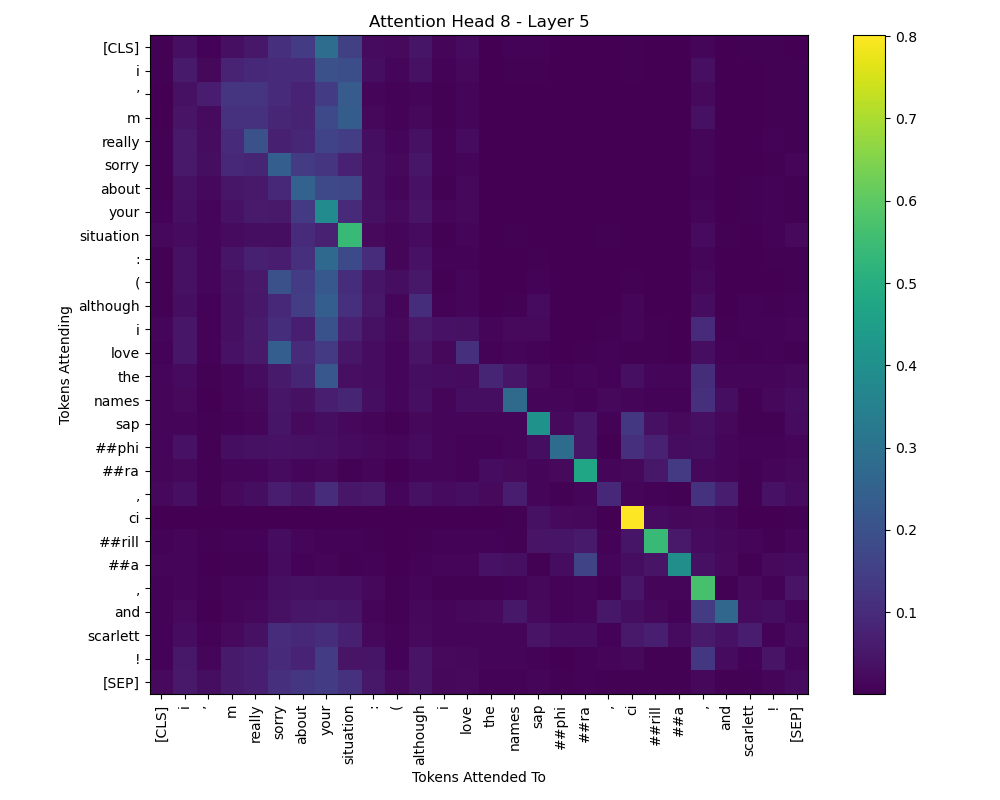 Attention Head 8 - Layer 5
[CLS]
i
’
m
really
sorry
about
your
situation
:
(
although
i
love
the
names
sap
##phi
##ra
,
ci
##rill
##a
,
and
scarlett
!
[SEP]
Tokens Attending
[CLS]
i
’
m
really
sorry
about
your
situation
:
(
although
i
love
the
names
sap
##phi
##ra
,
ci
##rill
##a
,
and
scarlett
!
[SEP]
Tokens Attended To
0.8
0.7
0.6
0.5
0.4
0.3
0.2
0.1